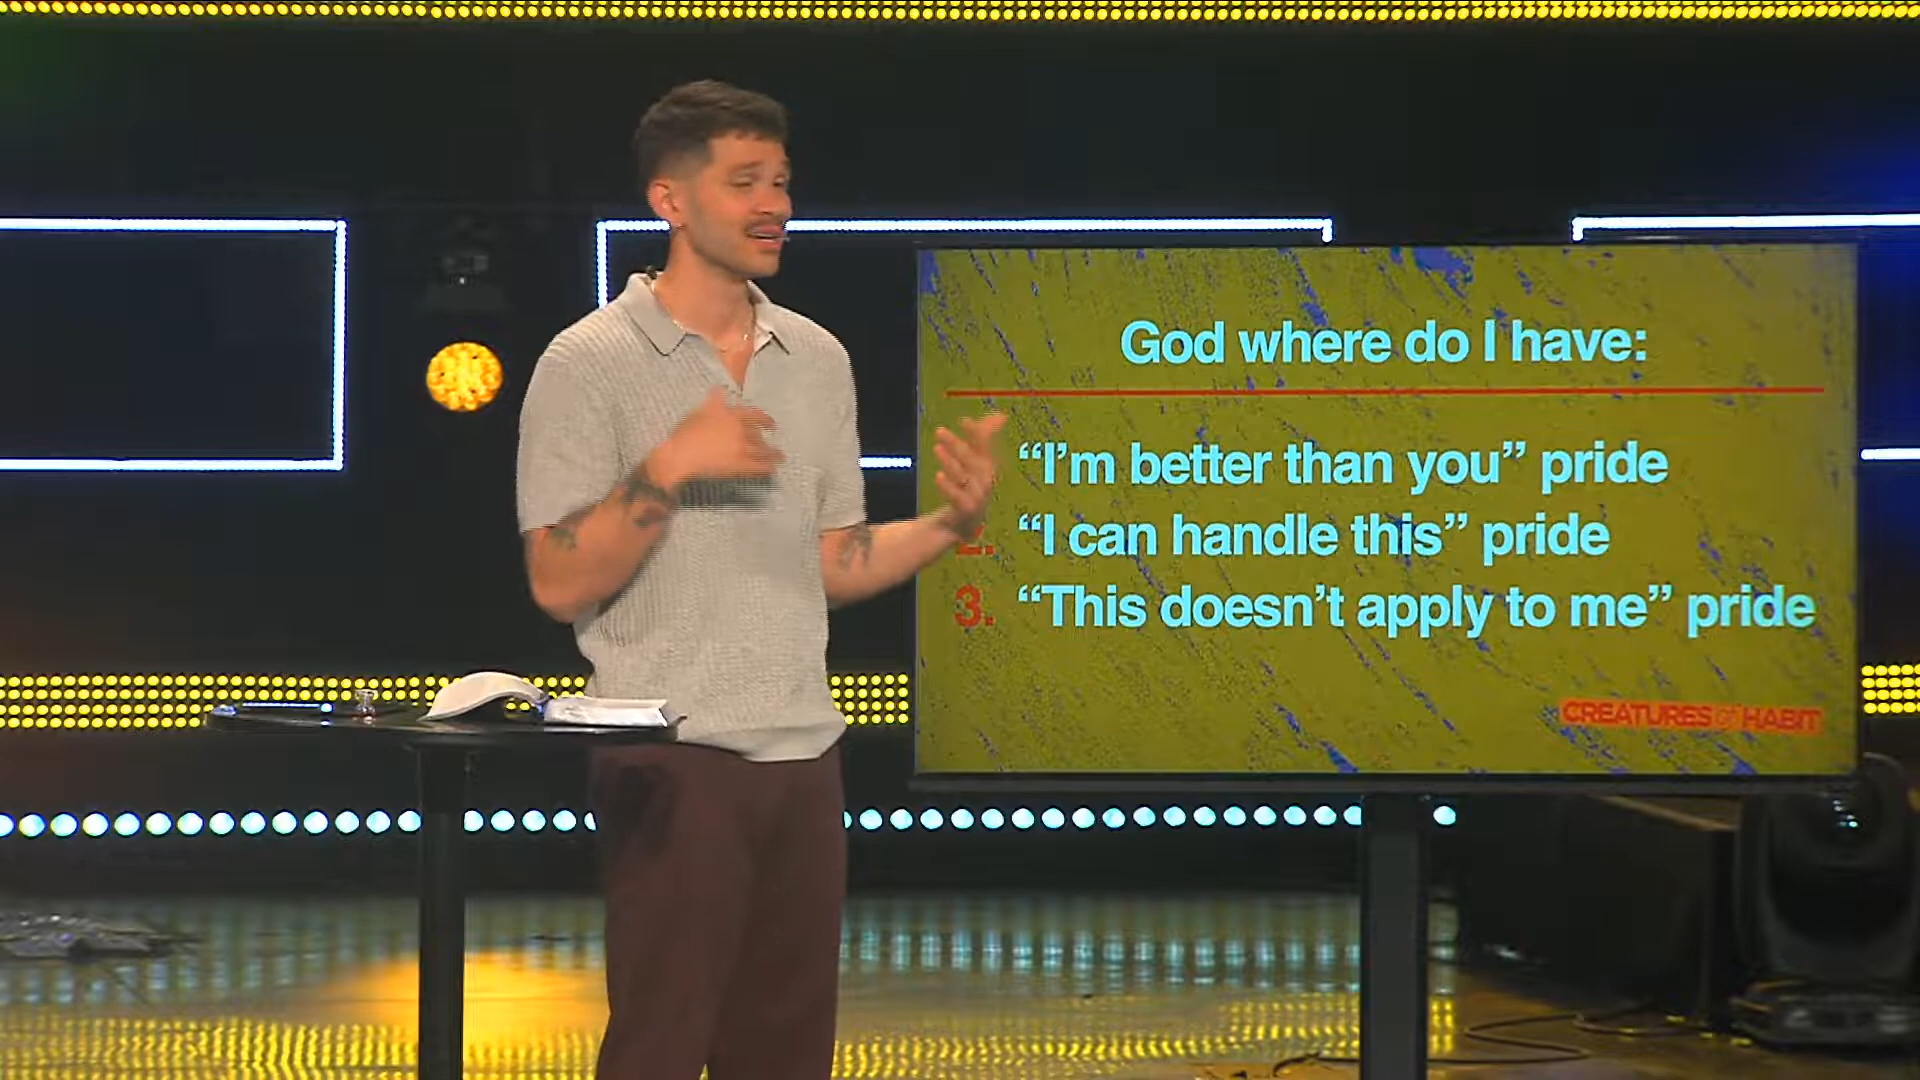 God where do I have:
“I’m better than you” pride
2. “I can handle this” pride
3. “This doesn’t apply to me” pride
CREATURES OF HABIT